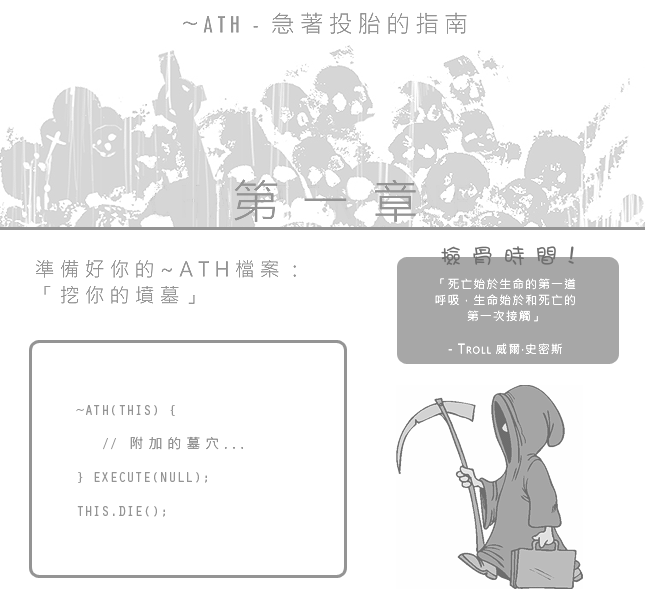 ~ATH - 急著投胎的指南
第一章
準備好你的~ATH檔案：
「挖你的墳墓」
~ATH(THIS) {
// 附加的墓穴...
} EXECUTE(NULL);
THIS.DIE();
撿骨時間！
「死亡始於生命的第一道
呼吸，生命始於和死亡的
第一次接觸」
- TROLL 威爾·史密斯